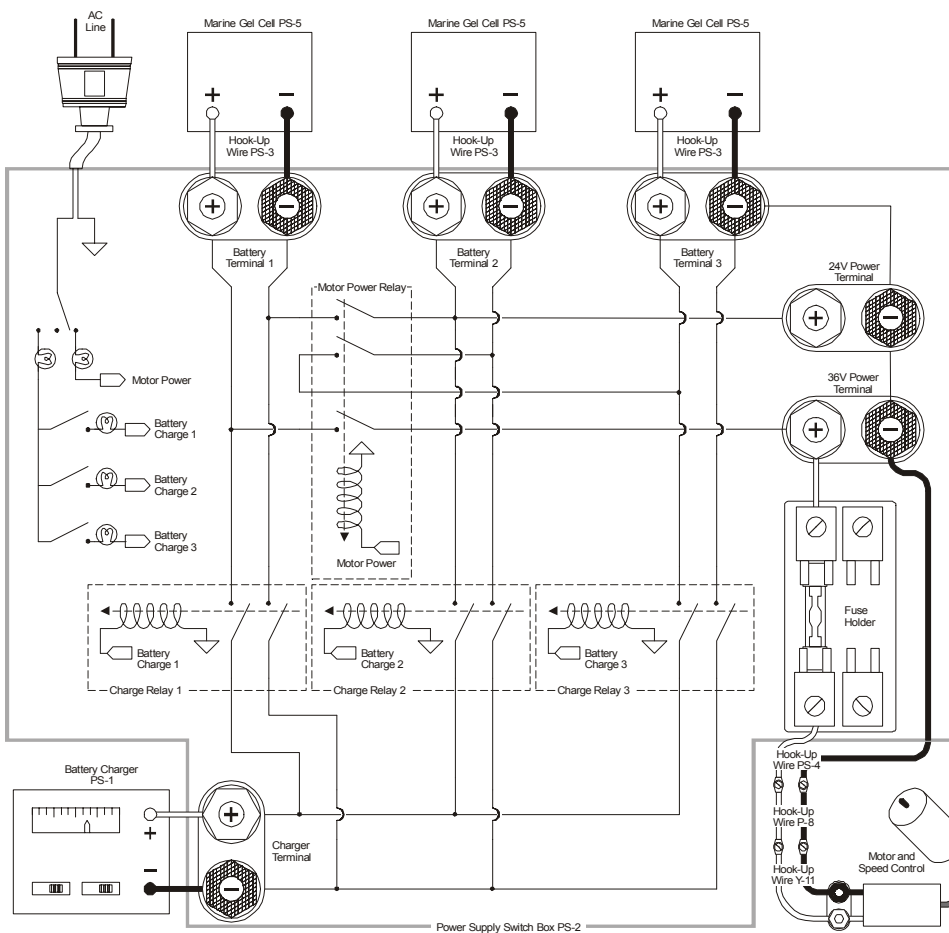 AC
Line
Marine Gel Cell PS-5
Marine Gel Cell PS-5
Marine Gel Cell PS-5
+
−
+
−
+
−
Hook-Up
Wire PS-3
Hook-Up
Wire PS-3
Hook-Up
Wire PS-3
+
−
+
−
+
−
Battery
Terminal 1
Battery
Terminal 2
Battery
Terminal 3
24V Power
Terminal
Motor Power Relay
+
−
36V Power
Terminal
Motor Power
+
−
Battery
Charge 1
Battery
Charge 2
Battery
Charge 3
Motor Power
Fuse
Holder
Battery
Charge 1
Battery
Charge 2
Battery
Charge 3
Charge Relay 1
Charge Relay 2
Charge Relay 3
Hook-Up
Wire PS-4
Battery Charger
PS-1
+
+
−
−
Charger
Terminal
Hook-Up
Wire P-8
Hook-Up
Wire Y-11
Motor and
Speed Control
Power Supply Switch Box PS-2